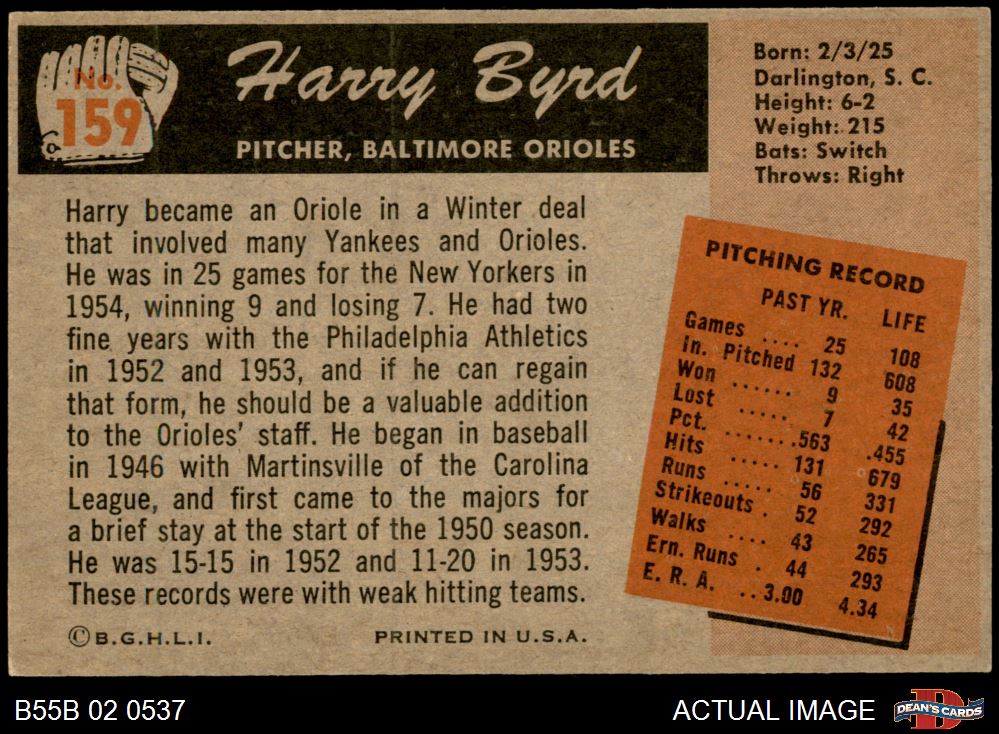 No.
159
Harry Byrd
PITCHER, BALTIMORE ORIOLES
Harry became an Oriole in a Winter deal
that involved many Yankees and Orioles.
He was in 25 games for the New Yorkers in
1954, winning 9 and losing 7. He had two
fine years with the Philadelphia Athletics
in 1952 and 1953, and if he can regain
that form, he should be a valuable addition
to the Orioles' staff. He began in baseball
in 1946 with Martinsville of the Carolina
League, and first came to the majors for
a brief stay at the start of the 1950 season.
He was 15-15 in 1952 and 11-20 in 1953.
These records were with weak hitting teams.
©B.G.H.L.I. PRINTED IN U.S.A.
Born: 2/3/25
Darlington, S. C.
Height: 6-2
Weight: 215
Bats: Switch
Throws: Right
PITCHING RECORD
PAST YR. LIFE
Games .... 25 108
In. Pitched 132 608
Won ...... 9 35
Lost ..... 7 42
Pct. .......563 .455
Hits ..... 131 679
Runs ..... 56 331
Strikeouts . 52 292
Walks .... 43 265
Ern. Runs . 44 293
E. R. A. ..3.00 4.34
B55B 02 0537
ACTUAL IMAGE
DEAN'S CARDS